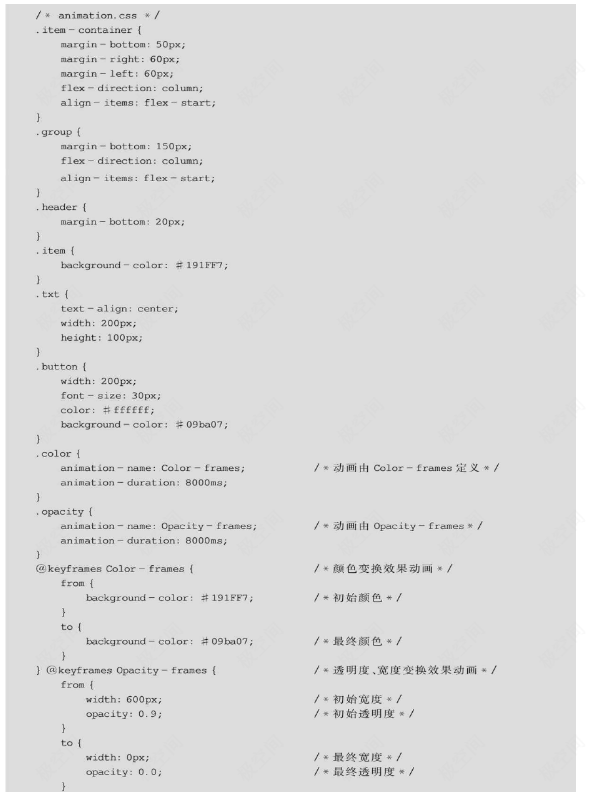 /* animation.css */
.item-container {
margin-bottom: 50px;
margin-right: 60px;
margin-left: 60px;
flex-direction: column;
align-items: flex-start;
}
.group {
margin-bottom: 150px;
flex-direction: column;
align-items: flex-start;
}
.header {
margin-bottom: 20px;
}
.item {
background-color: #191FF7;
}
.txt {
text-align: center;
width: 200px;
height: 100px;
}
.button {
width: 200px;
font-size: 30px;
color: #ffffff;
background-color: #09ba07;
}
.color {
animation-name: Color-frames; /*动画由 Color-frames 定义*/
animation-duration: 8000ms;
}
.opacity {
animation-name: Opacity-frames; /*动画由 Opacity-frames*/
animation-duration: 8000ms;
}
@keyframes Color-frames { /*颜色变换效果动画*/
from {
background-color: #191FF7; /*初始颜色*/
}
to {
background-color: #09ba07; /*最终颜色*/
}
} @keyframes Opacity-frames { /*透明度、宽度变换效果动画*/
from {
width: 600px; /*初始宽度*/
opacity: 0.9; /*初始透明度*/
}
to {
width: 0px; /*最终宽度*/
opacity: 0.0; /*最终透明度*/
}